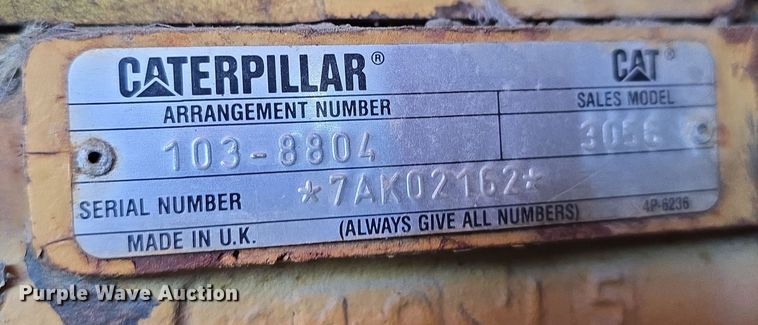 CATERPILLAR® CAT®
ARRANGEMENT NUMBER SALES MODEL
103-8804 3056
SERIAL NUMBER *7AK02162*
MADE IN U.K. (ALWAYS GIVE ALL NUMBERS) 4P-6236
Purple Wave Auction